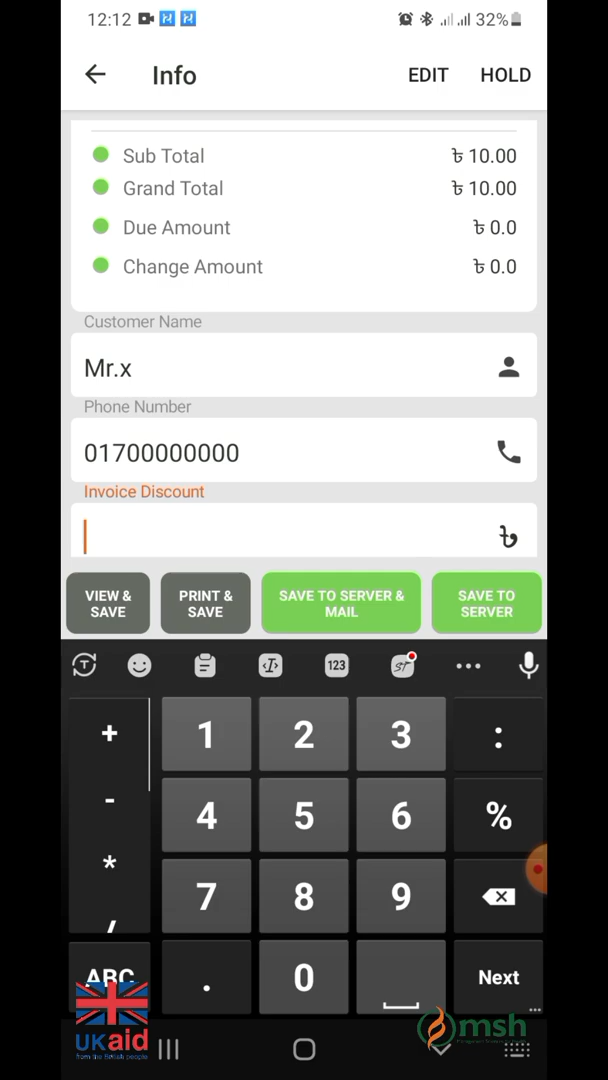 12:12 32%
Info EDIT HOLD
Sub Total ৳ 10.00
Grand Total ৳ 10.00
Due Amount ৳ 0.0
Change Amount ৳ 0.0
Customer Name
Mr.x
Phone Number
01700000000
Invoice Discount
৳
VIEW & SAVE PRINT & SAVE SAVE TO SERVER & MAIL SAVE TO SERVER
T 123 ST
+ 1 2 3 :
- 4 5 6 %
* 7 8 9
/
ABC . 0 Next
UKaid
from the British people
msh